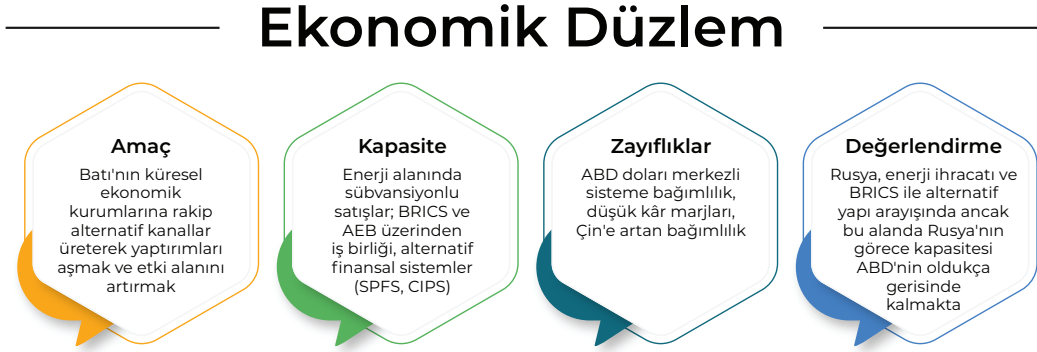 Ekonomik Düzlem
Amaç
Batı'nın küresel
ekonomik
kurumlarına rakip
alternatif kanallar
üreterek yaptırımları
aşmak ve etki alanını
artırmak
Kapasite
Enerji alanında
sübvansiyonlu
satışlar; BRICS ve
AEB üzerinden
iş birliği, alternatif
finansal sistemler
(SPFS, CIPS)
Zayıflıklar
ABD doları merkezli
sisteme bağımlılık,
düşük kâr marjları,
Çin'e artan bağımlılık
Değerlendirme
Rusya, enerji ihracatı ve
BRICS ile alternatif
yapı arayışında ancak
bu alanda Rusya'nın
görece kapasitesi
ABD'nin oldukça
gerisinde
kalmakta